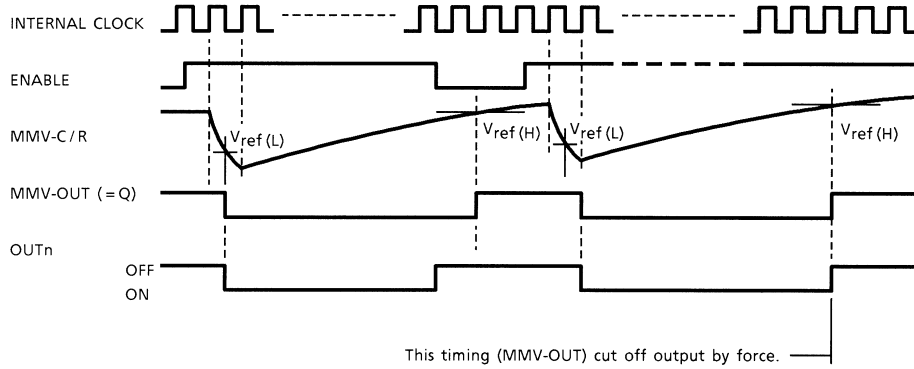 INTERNAL CLOCK
ENABLE
MMV-C/R
Vref(L)
Vref(H)
Vref(L)
Vref(H)
MMV-OUT (=Q)
OUTn
OFF
ON
This timing (MMV-OUT) cut off output by force.